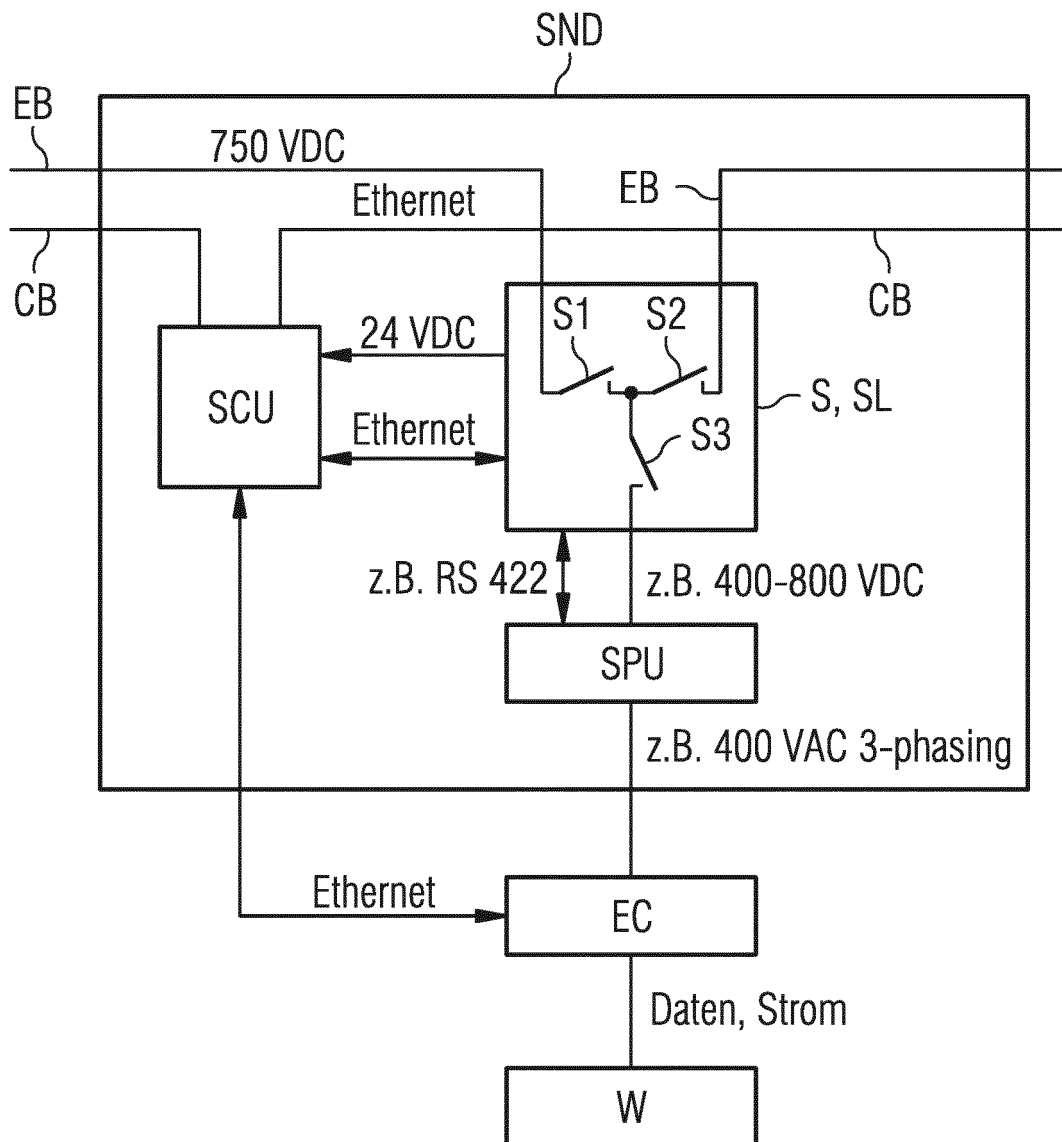 SND
EB
750 VDC
Ethernet
EB
CB
CB
S1
S2
24 VDC
SCU
S, SL
Ethernet
S3
z.B. RS 422
z.B. 400-800 VDC
SPU
z.B. 400 VAC 3-phasing
Ethernet
EC
Daten, Strom
W